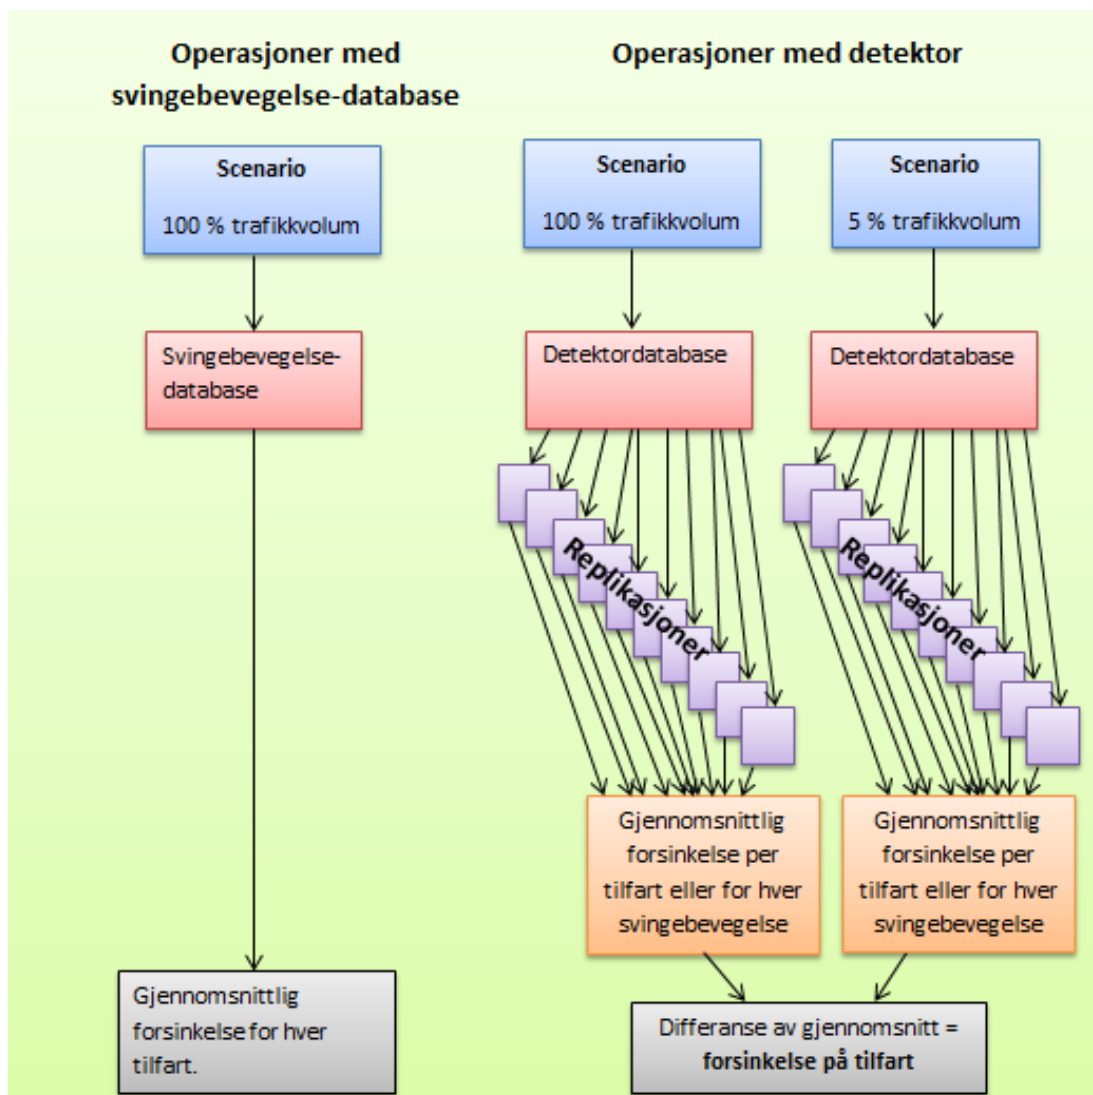 Operasjoner med
svingebevegelse-database
Scenario
100 % trafikkvolum
Svingebevegelse-
database
Gjennomsnittlig
forsinkelse for hver
tilfart.
Operasjoner med detektor
Scenario
100 % trafikkvolum
Detektordatabase
Replikasjoner
Gjennomsnittlig
forsinkelse per
tilfart eller for hver
svingebevegelse
Scenario
5 % trafikkvolum
Detektordatabase
Replikasjoner
Gjennomsnittlig
forsinkelse per
tilfart eller for hver
svingebevegelse
Differanse av gjennomsnitt =
forsinkelse på tilfart